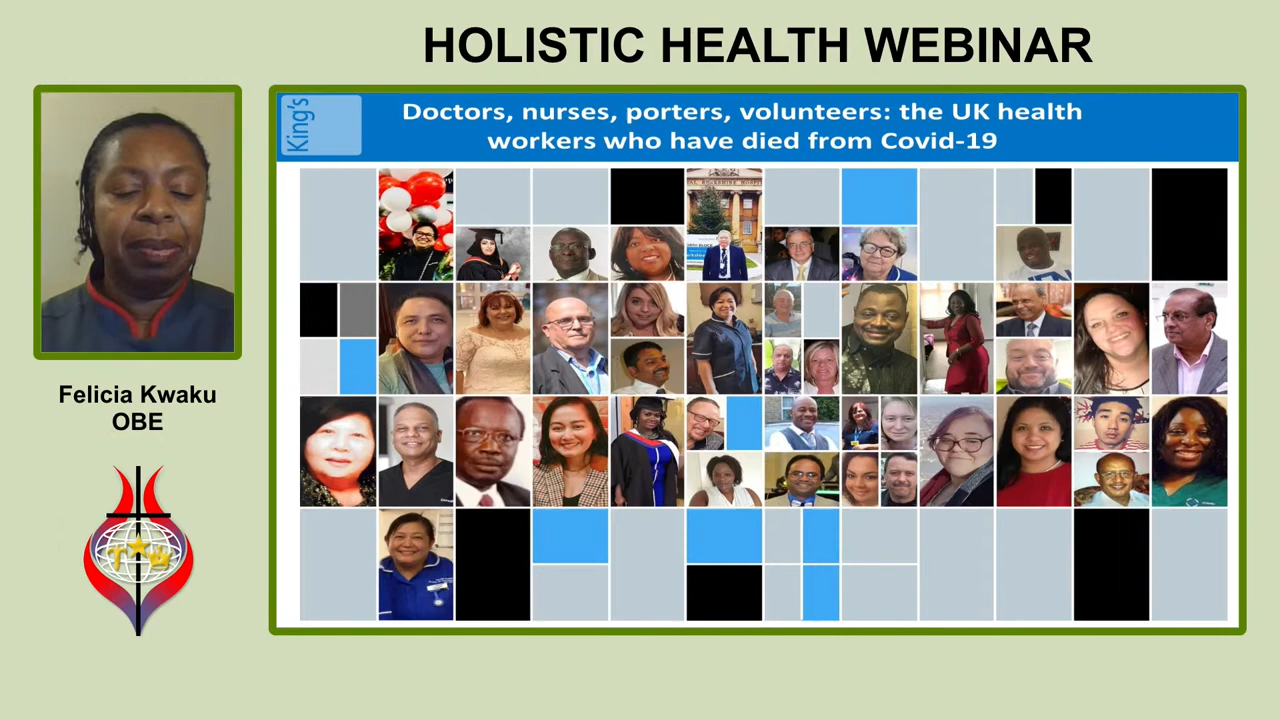 HOLISTIC HEALTH WEBINAR
King's
Doctors, nurses, porters, volunteers: the UK health
workers who have died from Covid-19
Felicia Kwaku
OBE